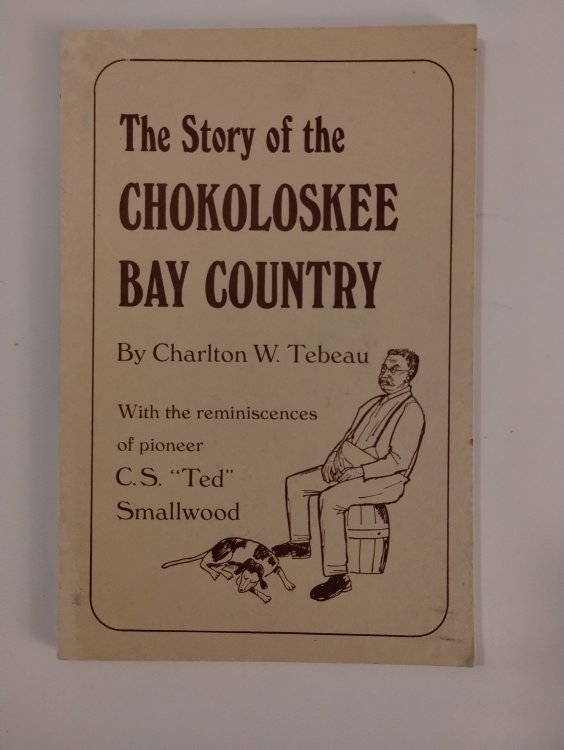 The Story of the
CHOKOLOSKEE
BAY COUNTRY
By Charlton W. Tebeau
With the reminiscences
of pioneer
C.S. "Ted"
Smallwood